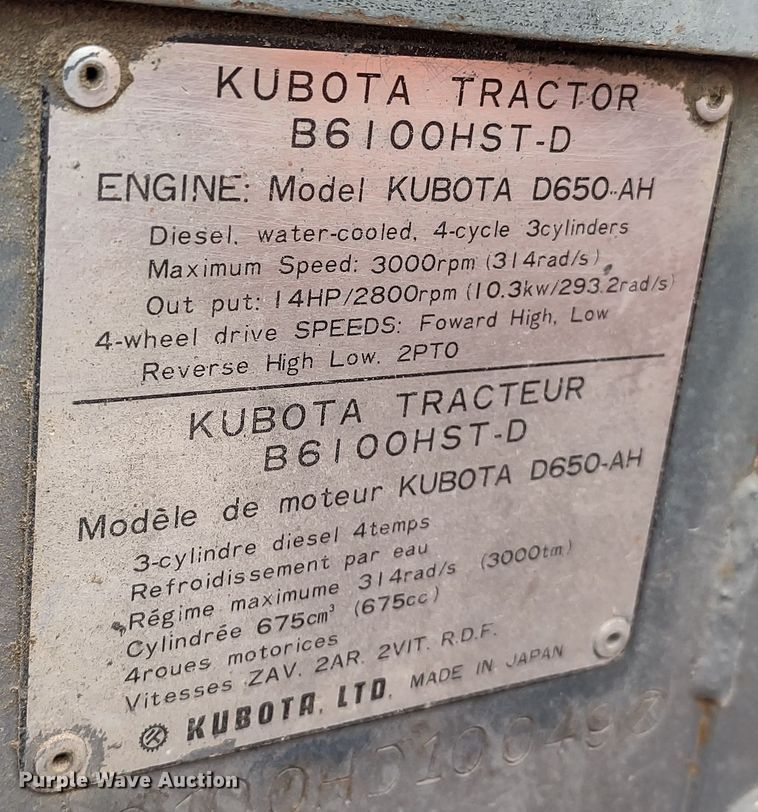 KUBOTA TRACTOR
B6100HST-D
ENGINE: Model KUBOTA D650-AH
Diesel, water-cooled, 4-cycle 3cylinders
Maximum Speed: 3000rpm (314rad/s)
Out put: 14HP/2800rpm (10.3kw/293.2rad/s)
4-wheel drive SPEEDS: Foward High, Low
Reverse High Low. 2PTO
KUBOTA TRACTEUR
B6100HST-D
Modèle de moteur KUBOTA D650-AH
3-cylindre diesel 4temps
Refroidissement par eau
Régime maximume 314rad/s (3000tm)
Cylindrée 675cm³ (675cc)
4roues motorices
Vitesses 2AV. 2AR. 2VIT. R.D.F.
KUBOTA, LTD. MADE IN JAPAN
Purple Wave Auction